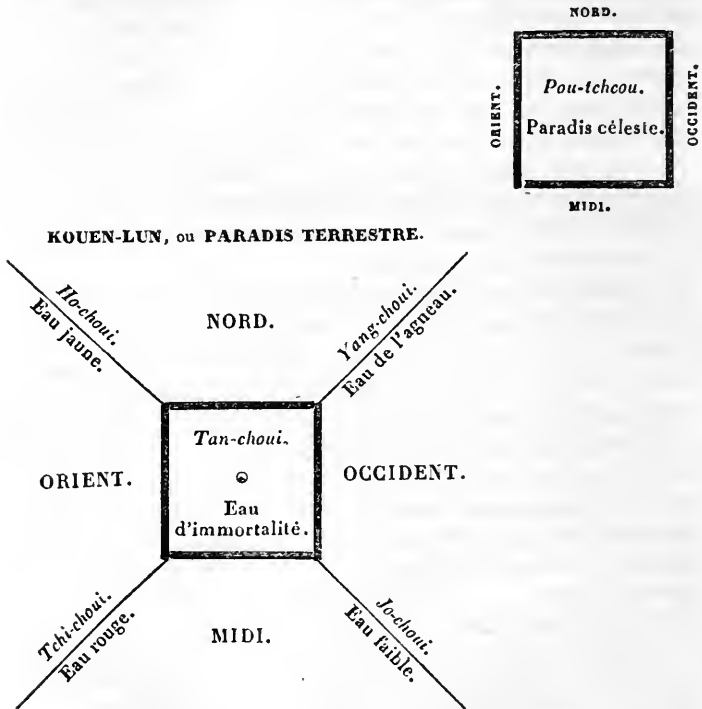 NORD.
ORIENT.
Pou-tcheou.
Paradis céleste.
OCCIDENT.
MIDI.
KOUEN-LUN, ou PARADIS TERRESTRE.
Ho-choui.
Eau jaune.
NORD.
Yang-choui.
Eau de l'agneau.
ORIENT.
Tan-choui.
Eau
d'immortalité.
OCCIDENT.
Tchi-choui.
Eau rouge.
MIDI.
Jo-choui.
Eau faible.